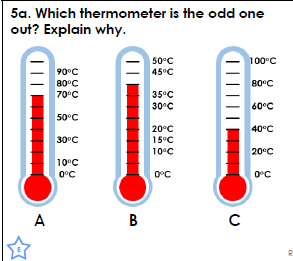 5a. Which thermometer is the odd one
out? Explain why.
90°C
80°C
70°C
50°C
30°C
10°C
0°C
A
50°C
45°C
35°C
30°C
20°C
15°C
10°C
0°C
B
100°C
80°C
60°C
40°C
20°C
0°C
C
E
R